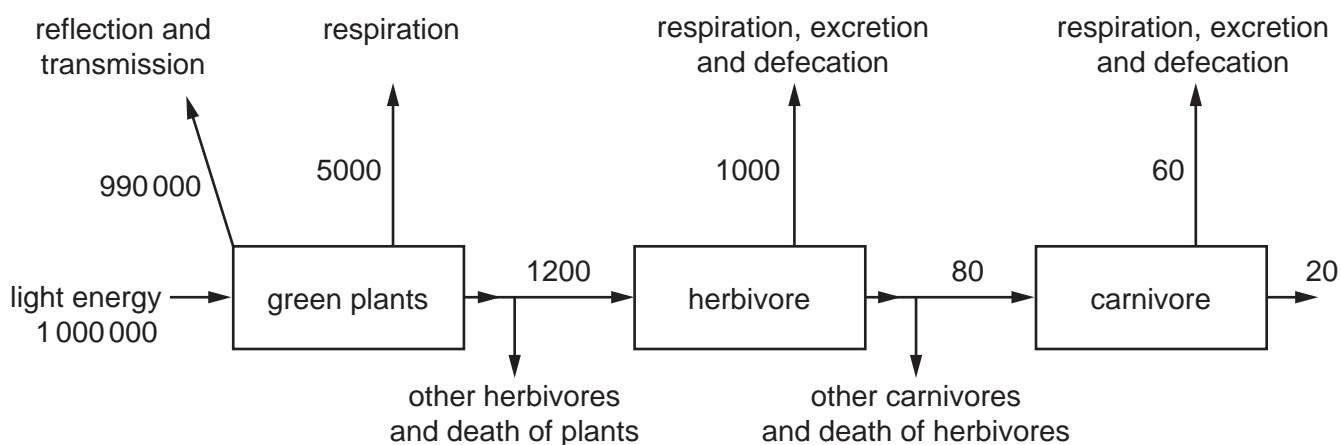 reflection and
transmission
respiration
respiration, excretion
and defecation
respiration, excretion
and defecation
990 000
5000
1000
60
light energy
1 000 000
green plants
1200
herbivore
80
carnivore
20
other herbivores
and death of plants
other carnivores
and death of herbivores